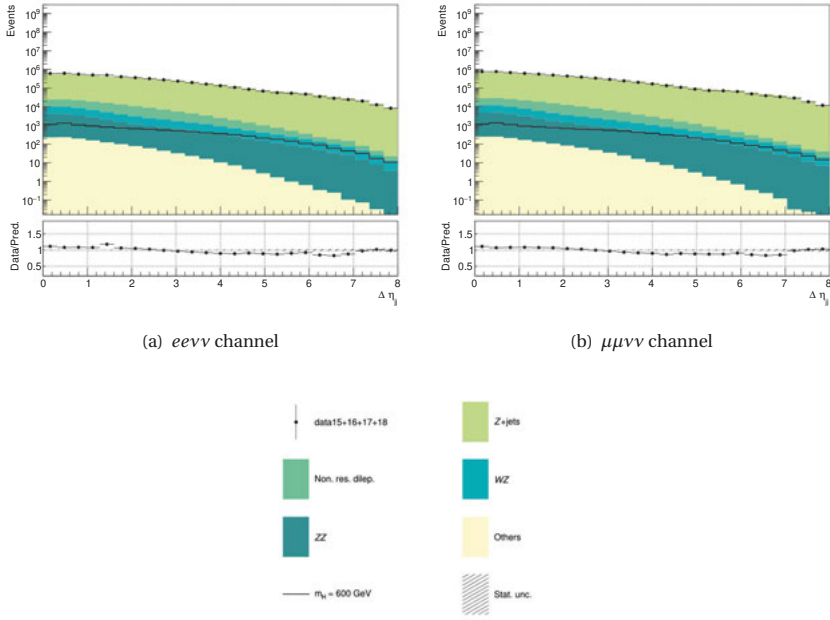 Events
10⁹
10⁸
10⁷
10⁶
10⁵
10⁴
10³
10²
10
1
10⁻¹
Data/Pred.
1.5
1
0.5
0 1 2 3 4 5 6 7 8
Δ η_jj
Events
10⁹
10⁸
10⁷
10⁶
10⁵
10⁴
10³
10²
10
1
10⁻¹
Data/Pred.
1.5
1
0.5
0 1 2 3 4 5 6 7 8
Δ η_jj
(a) eeνν channel
(b) μμνν channel
data15+16+17+18
Z+jets
Non. res. dilep.
WZ
ZZ
Others
m_H = 600 GeV
Stat. unc.